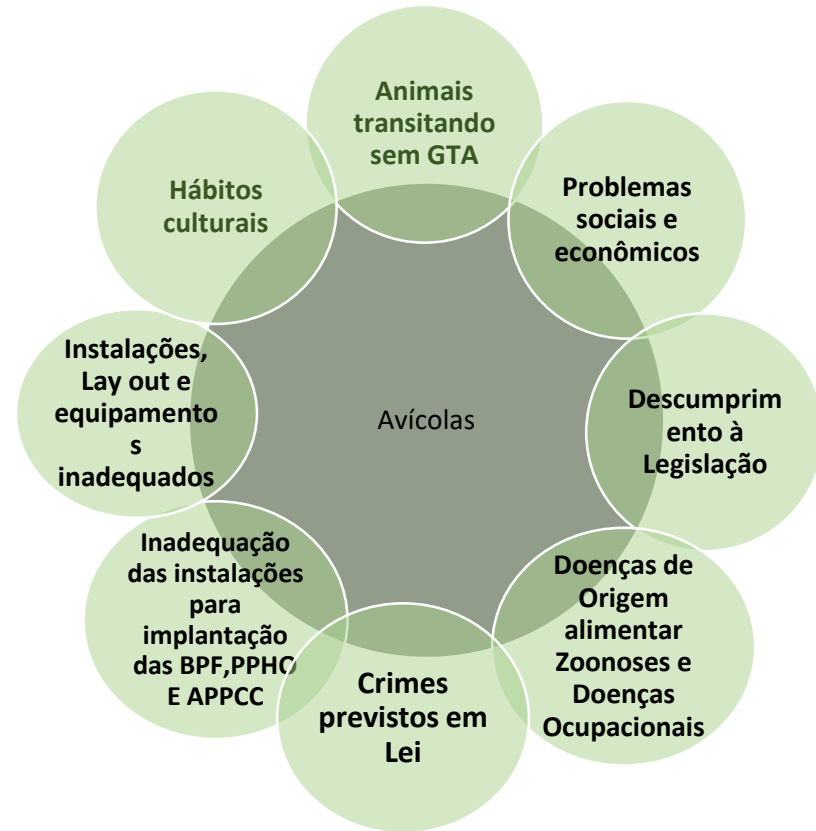 Animais
transitando
sem GTA
Problemas
sociais e
econômicos
Descumprim
ento à
Legislação
Doenças de
Origem
alimentar
Zoonoses e
Doenças
Ocupacionais
Crimes
previstos em
Lei
Inadequação
das instalações
para
implantação
das BPF,PPHO
E APPCC
Instalações,
Lay out e
equipamento
s
inadequados
Hábitos
culturais
Avícolas